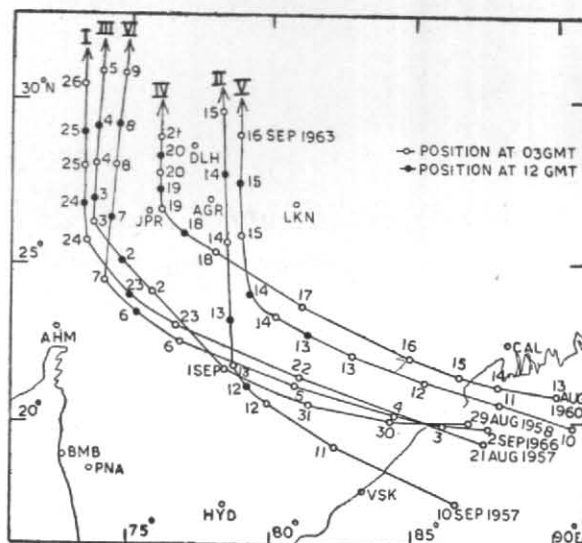 I III VI
IV
II V
30°N
26 5 9
25 4 8
25 4 8
24 3 7
24 3 7
21
20
20
19
19
18
18
DLH
15
14
14
13
13
12
12
11
16 SEP 1963
15
15
14
14
13
13
12
11
10
POSITION AT 03GMT
POSITION AT 12 GMT
JPR AGR LKN
25°
2
2
23
23
6
6
17
16
15
14
13 AUG
1960
AHM
CAL
1SEP
22
5
31
4
30
3
29 AUG 1958
2 SEP 1966
21 AUG 1957
20°
BMB
PNA
HYD
VSK
10 SEP 1957
75° 80° 85° 90°E